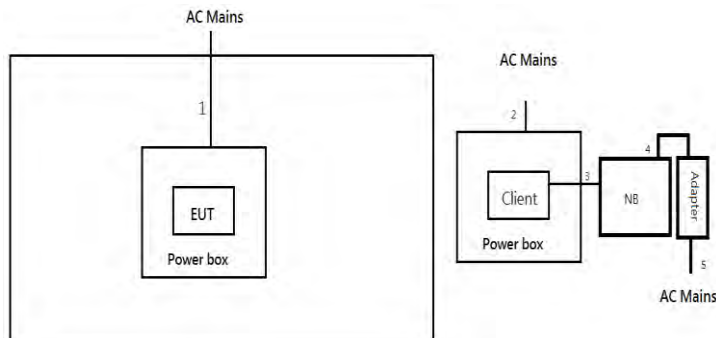 AC Mains
1
EUT
Power box
AC Mains
2
Client
Power box
3
NB
4
Adapter
5
AC Mains